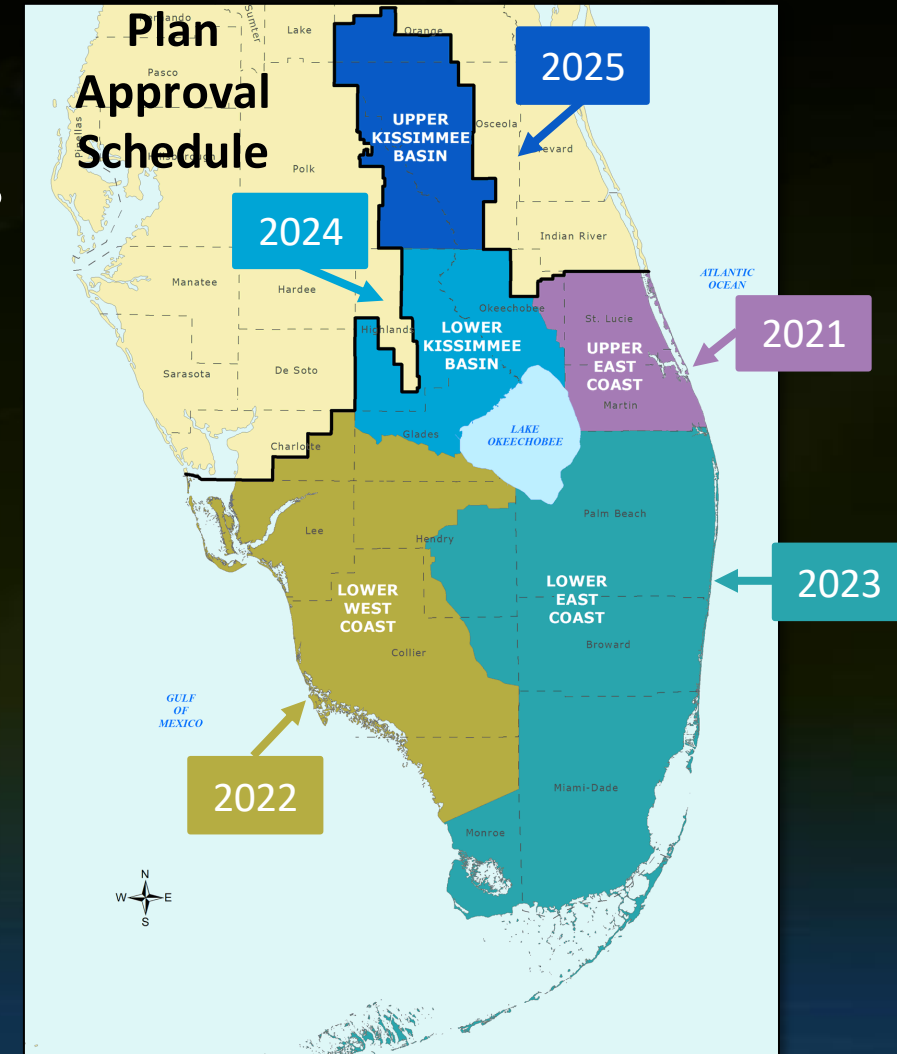 Plan
Approval
Schedule
Sumter
Lake
Orange
Pasco
2025
UPPER
KISSIMMEE
BASIN
Osceola
Pinellas
Polk
2024
Indian River
Manatee
Hardee
ATLANTIC
OCEAN
Okeechobee
St. Lucie
2021
Highlands
LOWER
KISSIMMEE
BASIN
UPPER
EAST
COAST
Sarasota
De Soto
Martin
LAKE
OKEECHOBEE
Glades
Charlotte
Palm Beach
Lee
Hendry
2023
LOWER
WEST
COAST
LOWER
EAST
COAST
Broward
Collier
GULF
OF
MEXICO
2022
Miami-Dade
Monroe
N
W
E
S